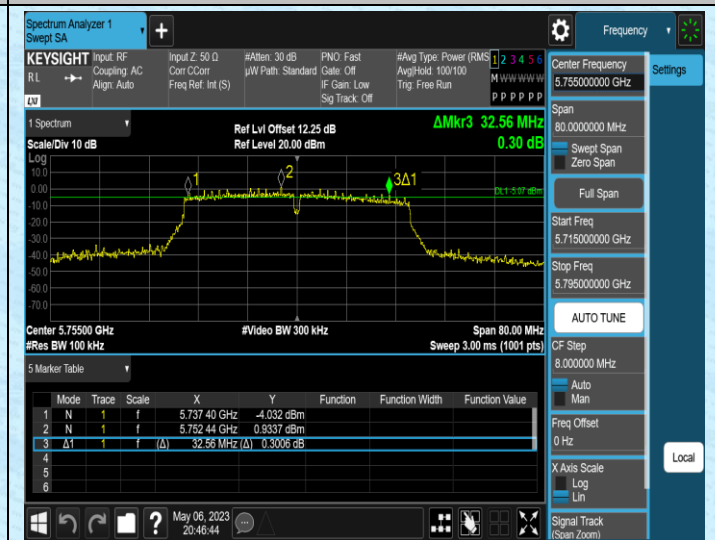 Spectrum Analyzer 1
Swept SA
Frequency
KEYSIGHT
RL
LXI
Input: RF
Coupling: AC
Align: Auto
Input Z: 50 Ω
Corr CCorr
Freq Ref: Int (S)
#Atten: 30 dB
µW Path: Standard
PNO: Fast
Gate: Off
IF Gain: Low
Sig Track: Off
#Avg Type: Power (RMS
Avg|Hold: 100/100
Trig: Free Run
1 2 3 4 5 6
M W W W W W
P P P P P P
1 Spectrum
Scale/Div 10 dB
Ref Lvl Offset 12.25 dB
Ref Level 20.00 dBm
ΔMkr3 32.56 MHz
0.30 dB
Log
10.0
0.00
-10.0
-20.0
-30.0
-40.0
-50.0
-60.0
-70.0
1
2
3Δ1
DL1 -5.07 dBm
Center 5.75500 GHz
#Res BW 100 kHz
#Video BW 300 kHz
Span 80.00 MHz
Sweep 3.00 ms (1001 pts)
5 Marker Table
Mode Trace Scale X Y Function Function Width Function Value
1 N 1 f 5.737 40 GHz -4.032 dBm
2 N 1 f 5.752 44 GHz 0.9337 dBm
3 Δ1 1 f (Δ) 32.56 MHz (Δ) 0.3006 dB
4
5
6
May 06, 2023
20:46:44
Center Frequency
5.755000000 GHz
Span
80.0000000 MHz
Swept Span
Zero Span
Full Span
Start Freq
5.715000000 GHz
Stop Freq
5.795000000 GHz
AUTO TUNE
CF Step
8.000000 MHz
Auto
Man
Freq Offset
0 Hz
X Axis Scale
Log
Lin
Signal Track
(Span Zoom)
Settings
Local